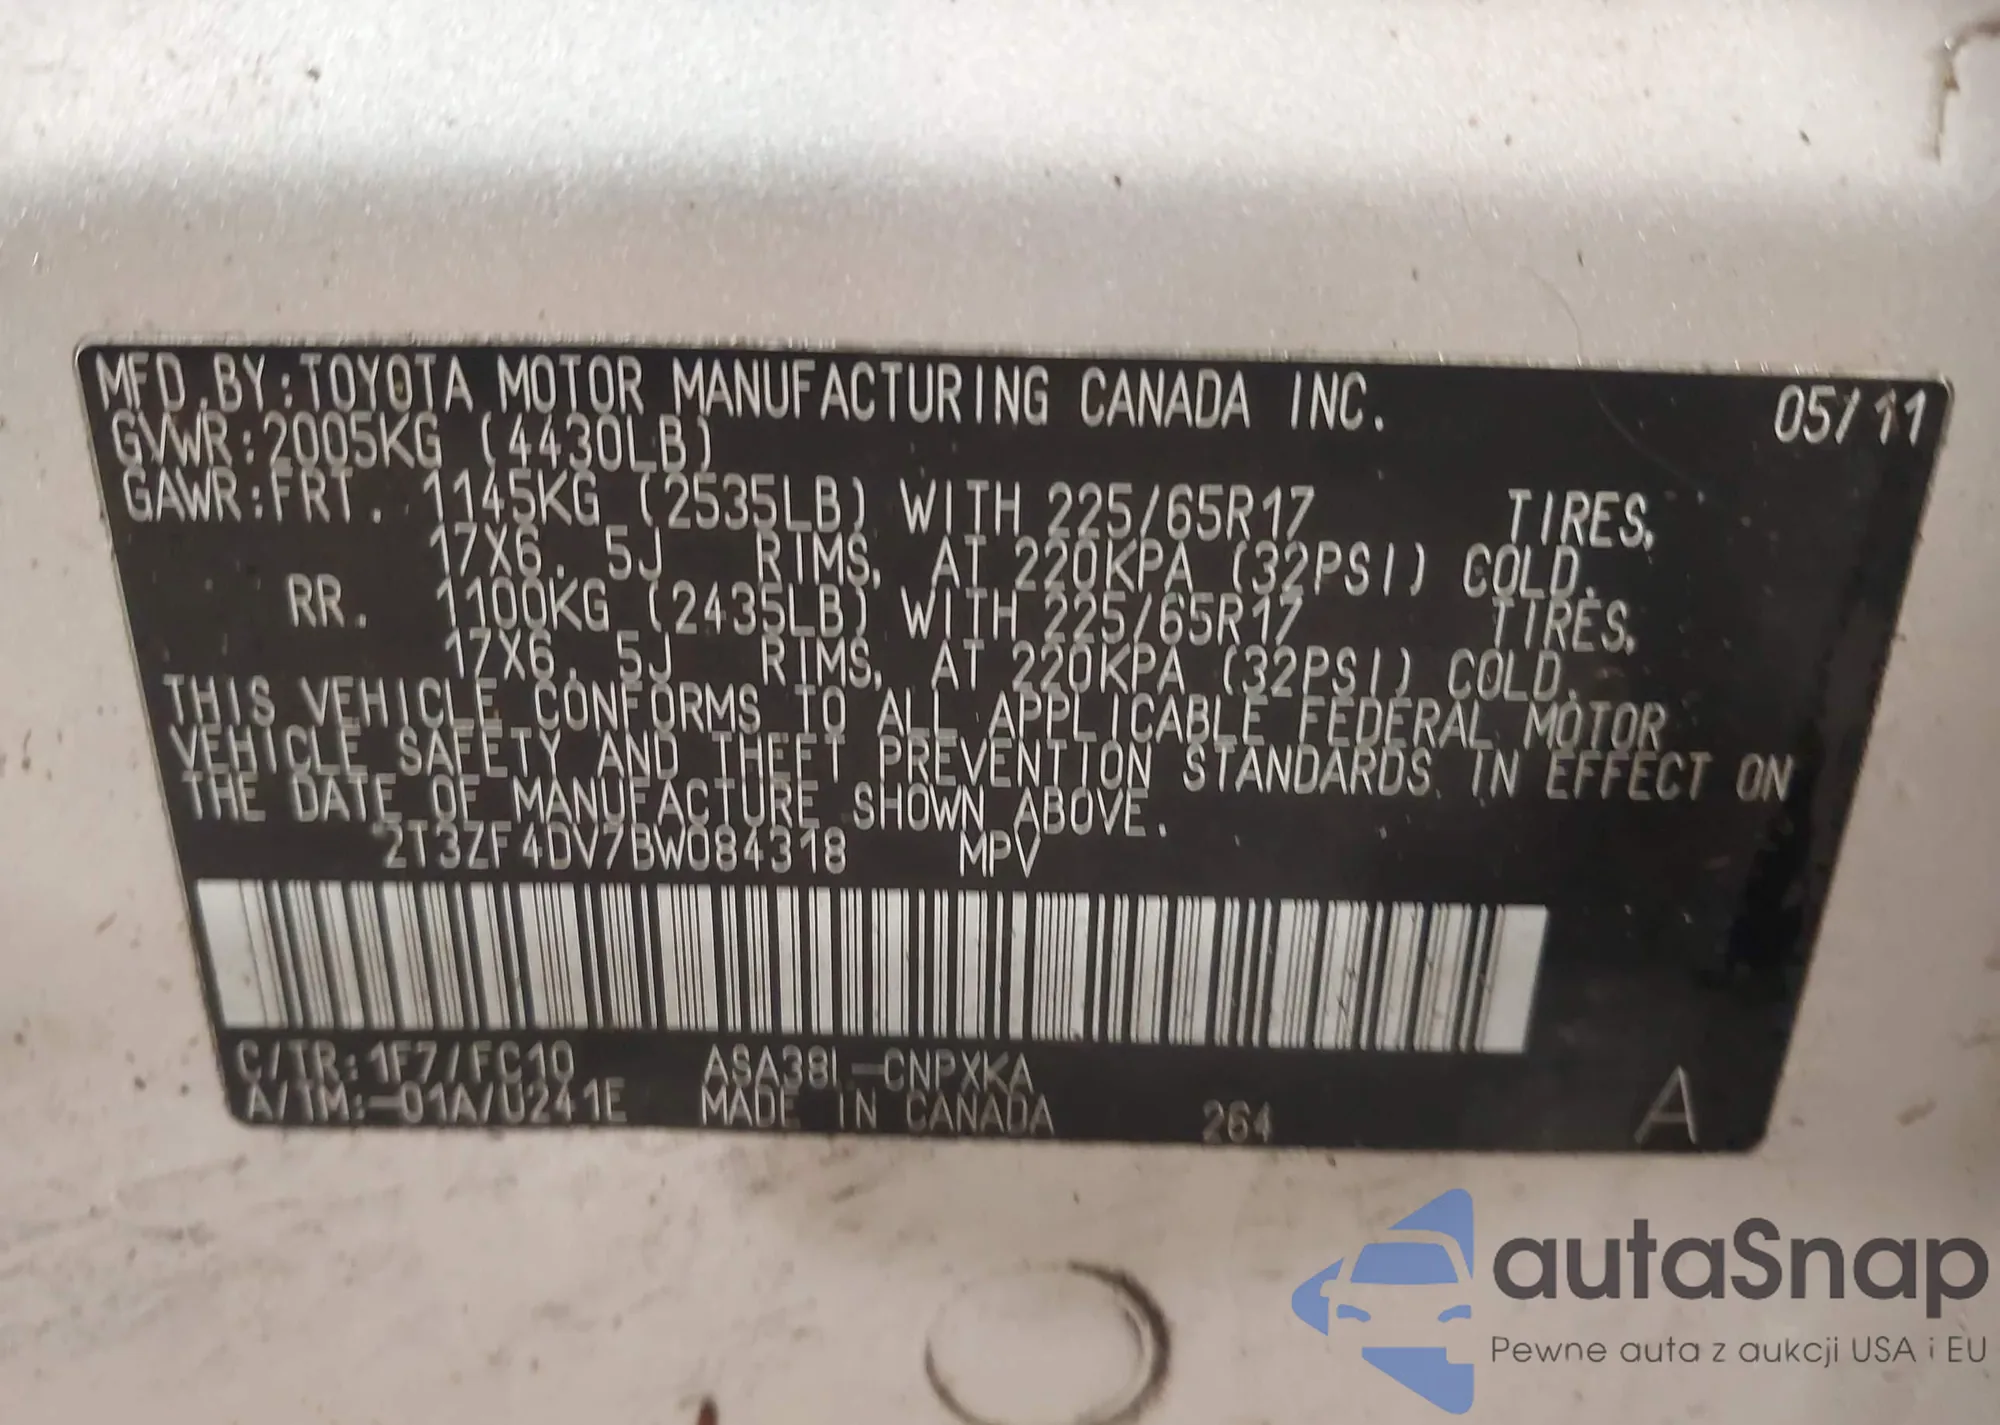 MFD.BY:TOYOTA MOTOR MANUFACTURING CANADA INC. 05/11
GVWR:2005KG (4430LB)
GAWR:FRT. 1145KG (2535LB) WITH 225/65R17 TIRES,
17X6.5J RIMS, AT 220KPA (32PSI) COLD.
RR. 1100KG (2435LB) WITH 225/65R17 TIRES,
17X6.5J RIMS, AT 220KPA (32PSI) COLD.
THIS VEHICLE CONFORMS TO ALL APPLICABLE FEDERAL MOTOR
VEHICLE SAFETY AND THEFT PREVENTION STANDARDS IN EFFECT ON
THE DATE OF MANUFACTURE SHOWN ABOVE.
2T3ZF4DV7BW084318 MPV
C/TR:1F7/FC10 ASA38L-CNPXKA
A/TM:-01A/U241E MADE IN CANADA 264 A
autaSnap
Pewne auta z aukcji USA i EU